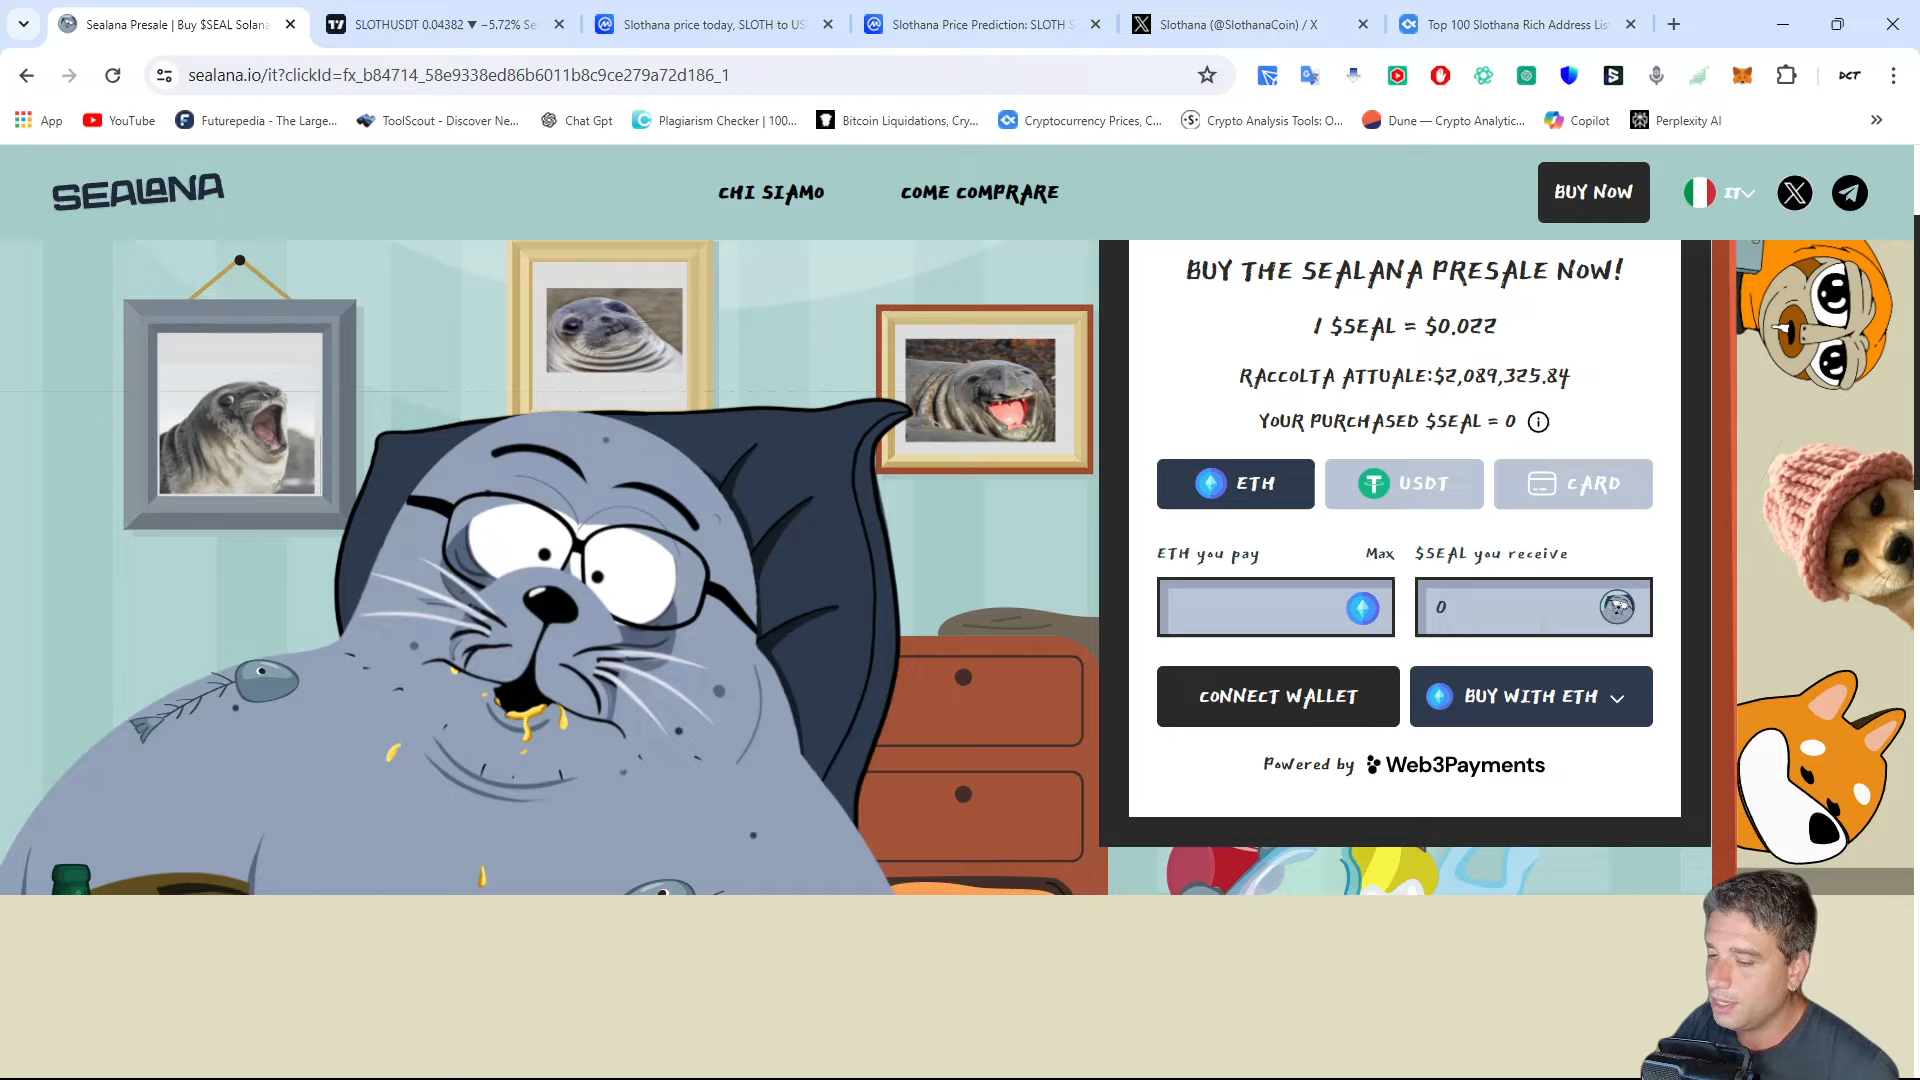 Sealana Presale | Buy $SEAL Solana
SLOTHUSDT 0.04382 ▼ −5.72% Se
Slothana price today, SLOTH to US
Slothana Price Prediction: SLOTH S
Slothana (@SlothanaCoin) / X
Top 100 Slothana Rich Address List
sealana.io/it?clickId=fx_b84714_58e9338ed86b6011b8c9ce279a72d186_1
App
YouTube
Futurepedia - The Large...
ToolScout - Discover Ne...
Chat Gpt
Plagiarism Checker | 100...
Bitcoin Liquidations, Cry...
Cryptocurrency Prices, C...
Crypto Analysis Tools: O...
Dune — Crypto Analytic...
Copilot
Perplexity AI
SEALANA
CHI SIAMO
COME COMPRARE
BUY NOW
IT
BUY THE SEALANA PRESALE NOW!
1 $SEAL = $0.022
RACCOLTA ATTUALE:$2,089,325.84
YOUR PURCHASED $SEAL = 0
ETH
USDT
CARD
ETH you pay
Max
$SEAL you receive
0
CONNECT WALLET
BUY WITH ETH
Powered by Web3Payments